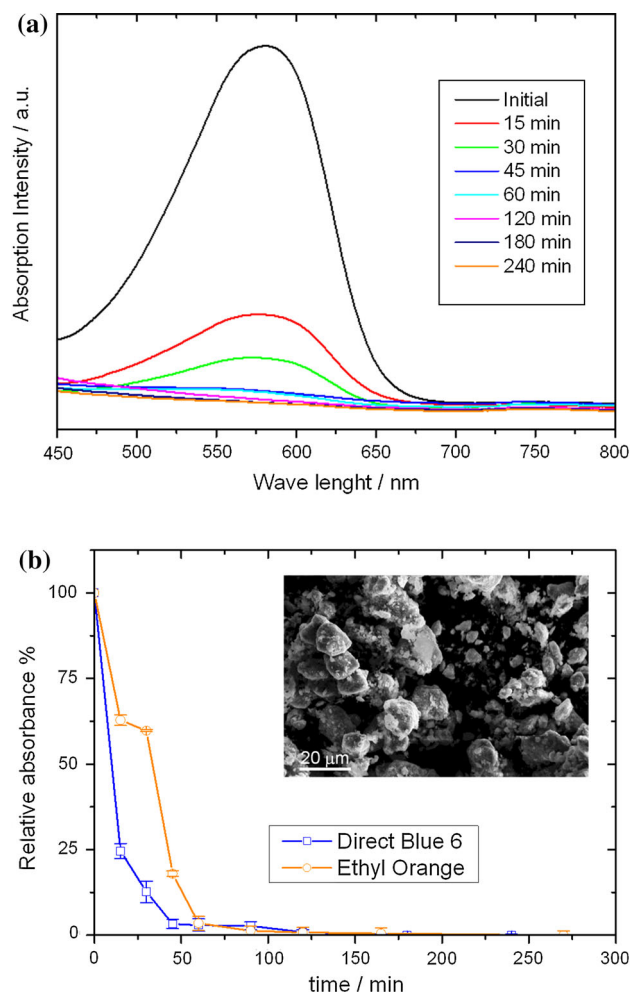 (a)
Absorption Intensity / a.u.
Initial
15 min
30 min
45 min
60 min
120 min
180 min
240 min
450 500 550 600 650 700 750 800
Wave lenght / nm
(b)
Relative absorbance %
100
75
50
25
0
20 µm
Direct Blue 6
Ethyl Orange
0 50 100 150 200 250 300
time / min